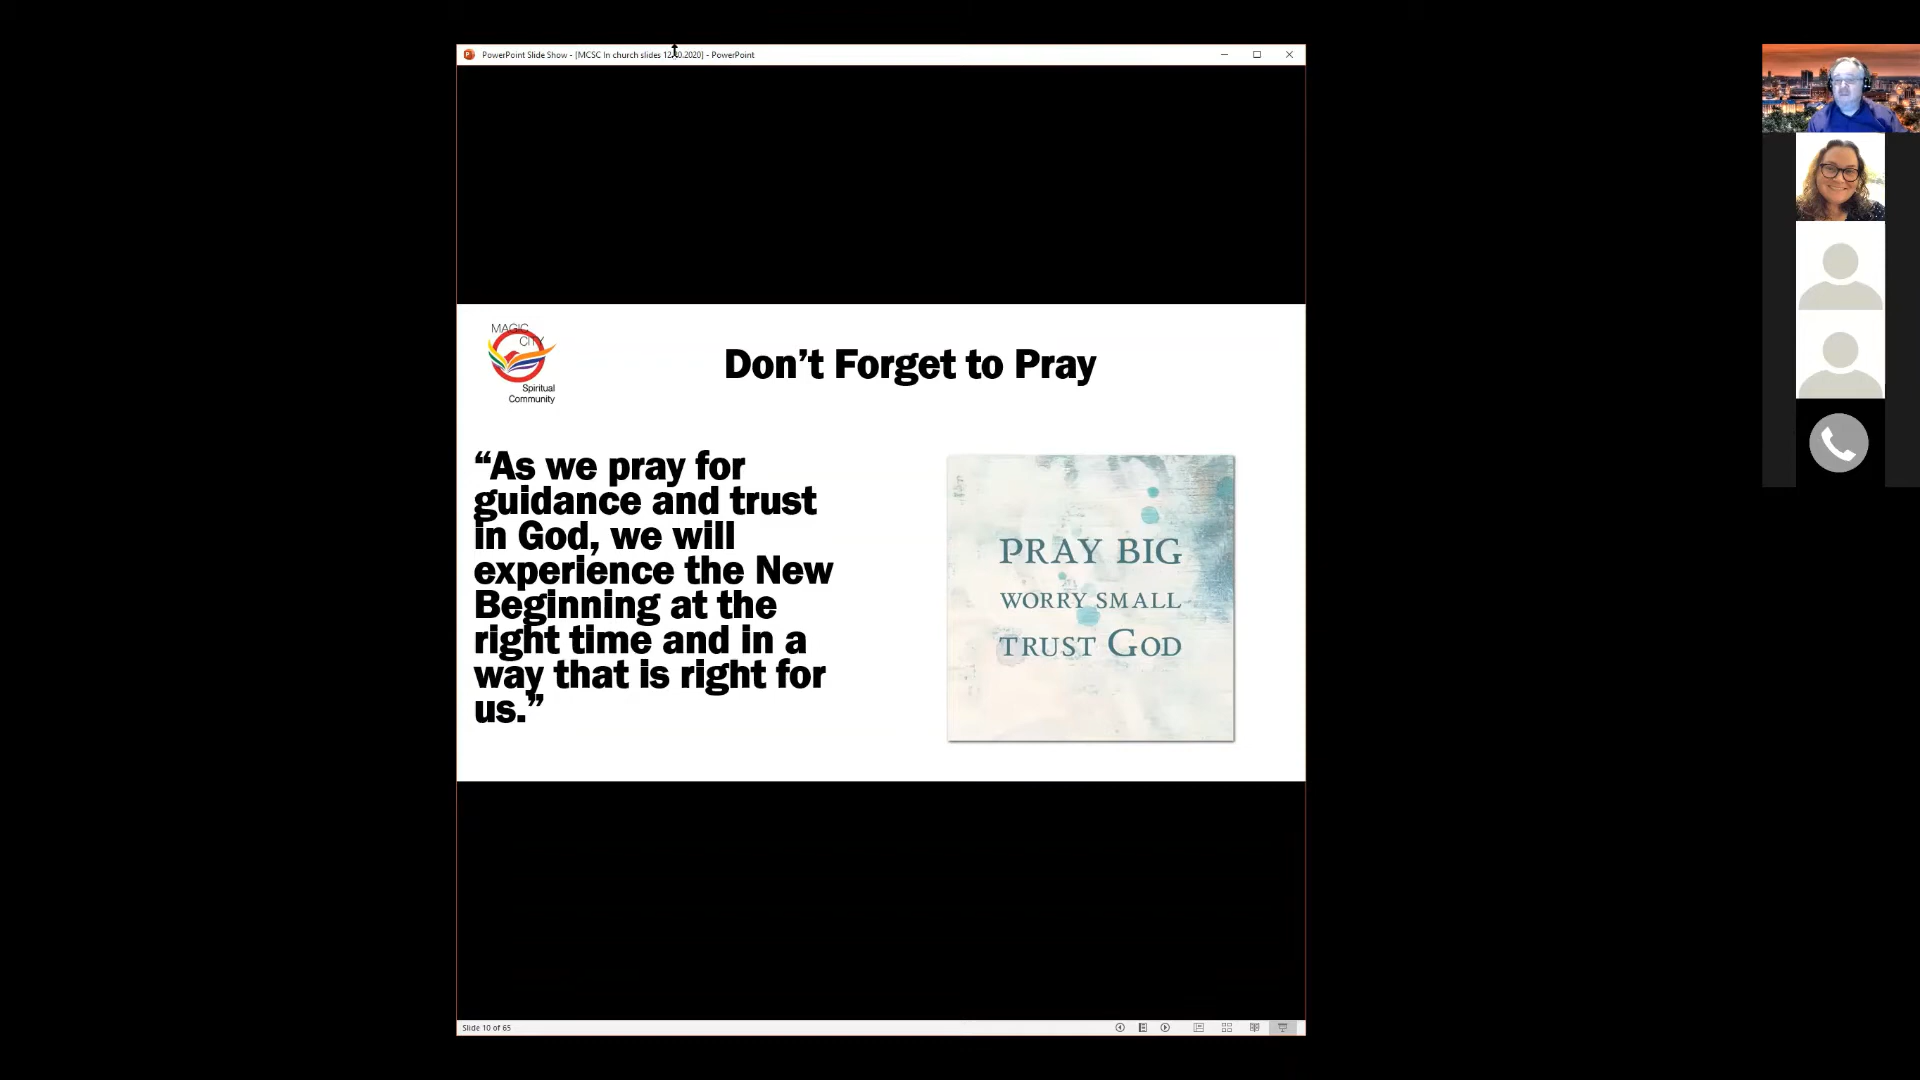 PowerPoint Slide Show - [MCSC In church slides 12.20.2020] - PowerPoint
MAGIC
CITY
Spiritual
Community
Don’t Forget to Pray
“As we pray for
guidance and trust
in God, we will
experience the New
Beginning at the
right time and in a
way that is right for
us.”
PRAY BIG
WORRY SMALL
TRUST GOD
Slide 10 of 65